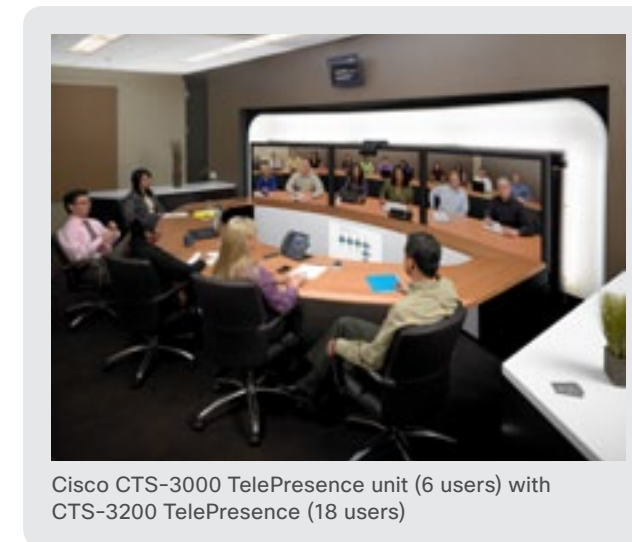 Cisco CTS-3000 TelePresence unit (6 users) with
CTS-3200 TelePresence (18 users)